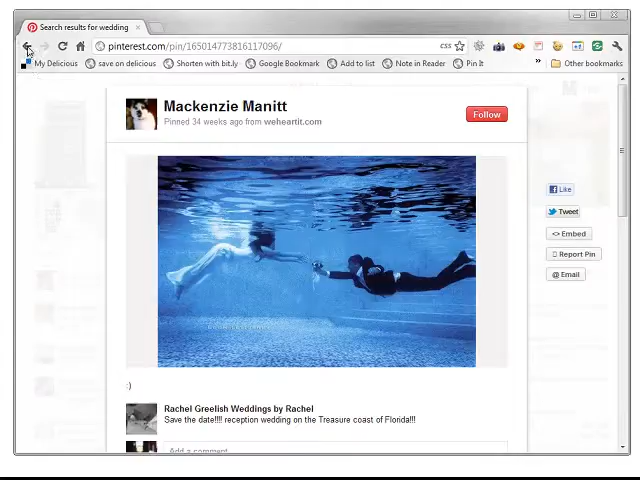 Search results for wedding
pinterest.com/pin/165014773816117096/
css
My Delicious
save on delicious
Shorten with bit.ly
Google Bookmark
Add to list
Note in Reader
Pin It
»
Other bookmarks
Mackenzie Manitt
Pinned 34 weeks ago from weheartit.com
Follow
Like
Tweet
<> Embed
Report Pin
@ Email
:)
Rachel Greelish Weddings by Rachel
Save the date!!!! reception wedding on the Treasure coast of Florida!!!
Add a comment